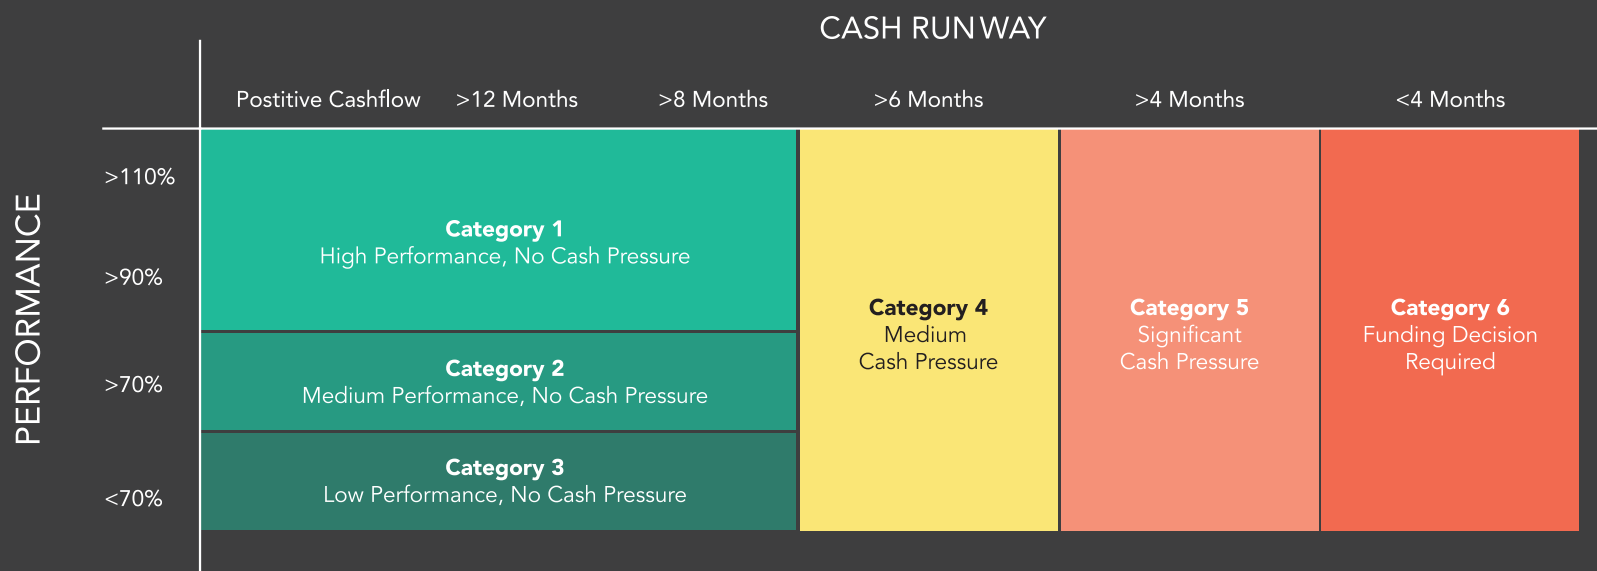 CASH RUNWAY
Postitive Cashflow >12 Months >8 Months >6 Months >4 Months <4 Months
PERFORMANCE
>110%
>90%
>70%
<70%
Category 1
High Performance, No Cash Pressure
Category 2
Medium Performance, No Cash Pressure
Category 3
Low Performance, No Cash Pressure
Category 4
Medium
Cash Pressure
Category 5
Significant
Cash Pressure
Category 6
Funding Decision
Required